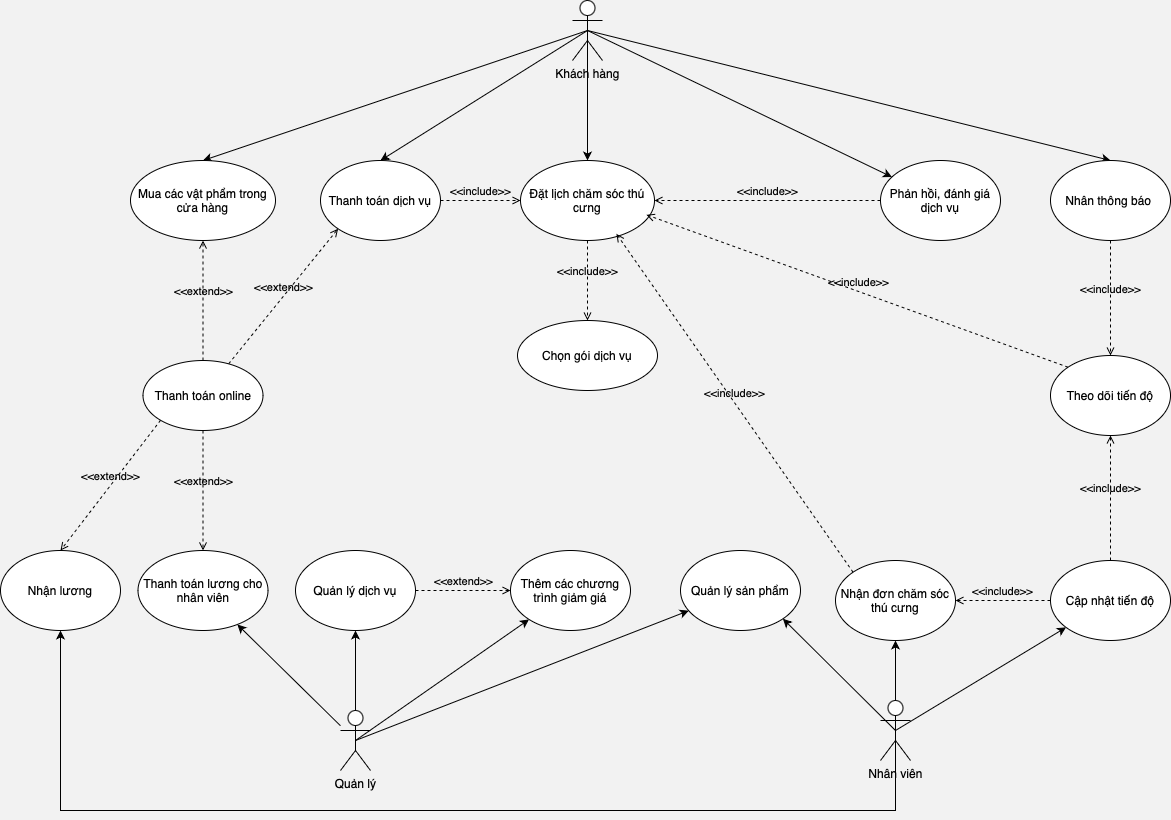 Khách hàng
Mua các vật phẩm trong
cửa hàng
Thanh toán dịch vụ
<<include>>
Đặt lịch chăm sóc thú
cưng
<<include>>
Phản hồi, đánh giá
dịch vụ
Nhân thông báo
<<extend>>
<<extend>>
<<include>>
<<include>>
<<include>>
Chọn gói dịch vụ
Thanh toán online
<<include>>
Theo dõi tiến độ
<<extend>>
<<extend>>
<<include>>
Nhận lương
Thanh toán lương cho
nhân viên
Quản lý dịch vụ
<<extend>>
Thêm các chương
trình giảm giá
Quản lý sản phẩm
Nhận đơn chăm sóc
thú cưng
<<include>>
Cập nhật tiến độ
Quản lý
Nhân viên